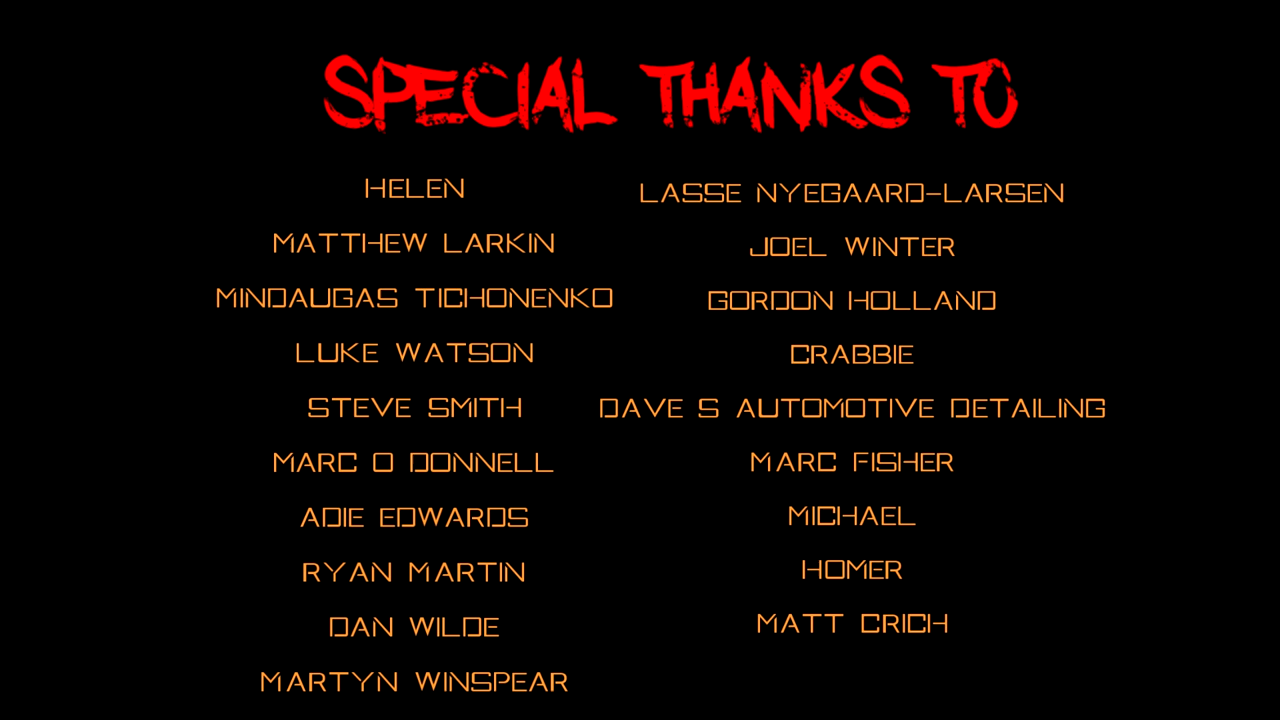 SPECIAL THANKS TO
HELEN
MATTHEW LARKIN
MINDAUGAS TICHONENKO
LUKE WATSON
STEVE SMITH
MARC O DONNELL
ADIE EDWARDS
RYAN MARTIN
DAN WILDE
MARTYN WINSPEAR
LASSE NYEGAARD-LARSEN
JOEL WINTER
GORDON HOLLAND
CRABBIE
DAVE S AUTOMOTIVE DETAILING
MARC FISHER
MICHAEL
HOMER
MATT CRICH